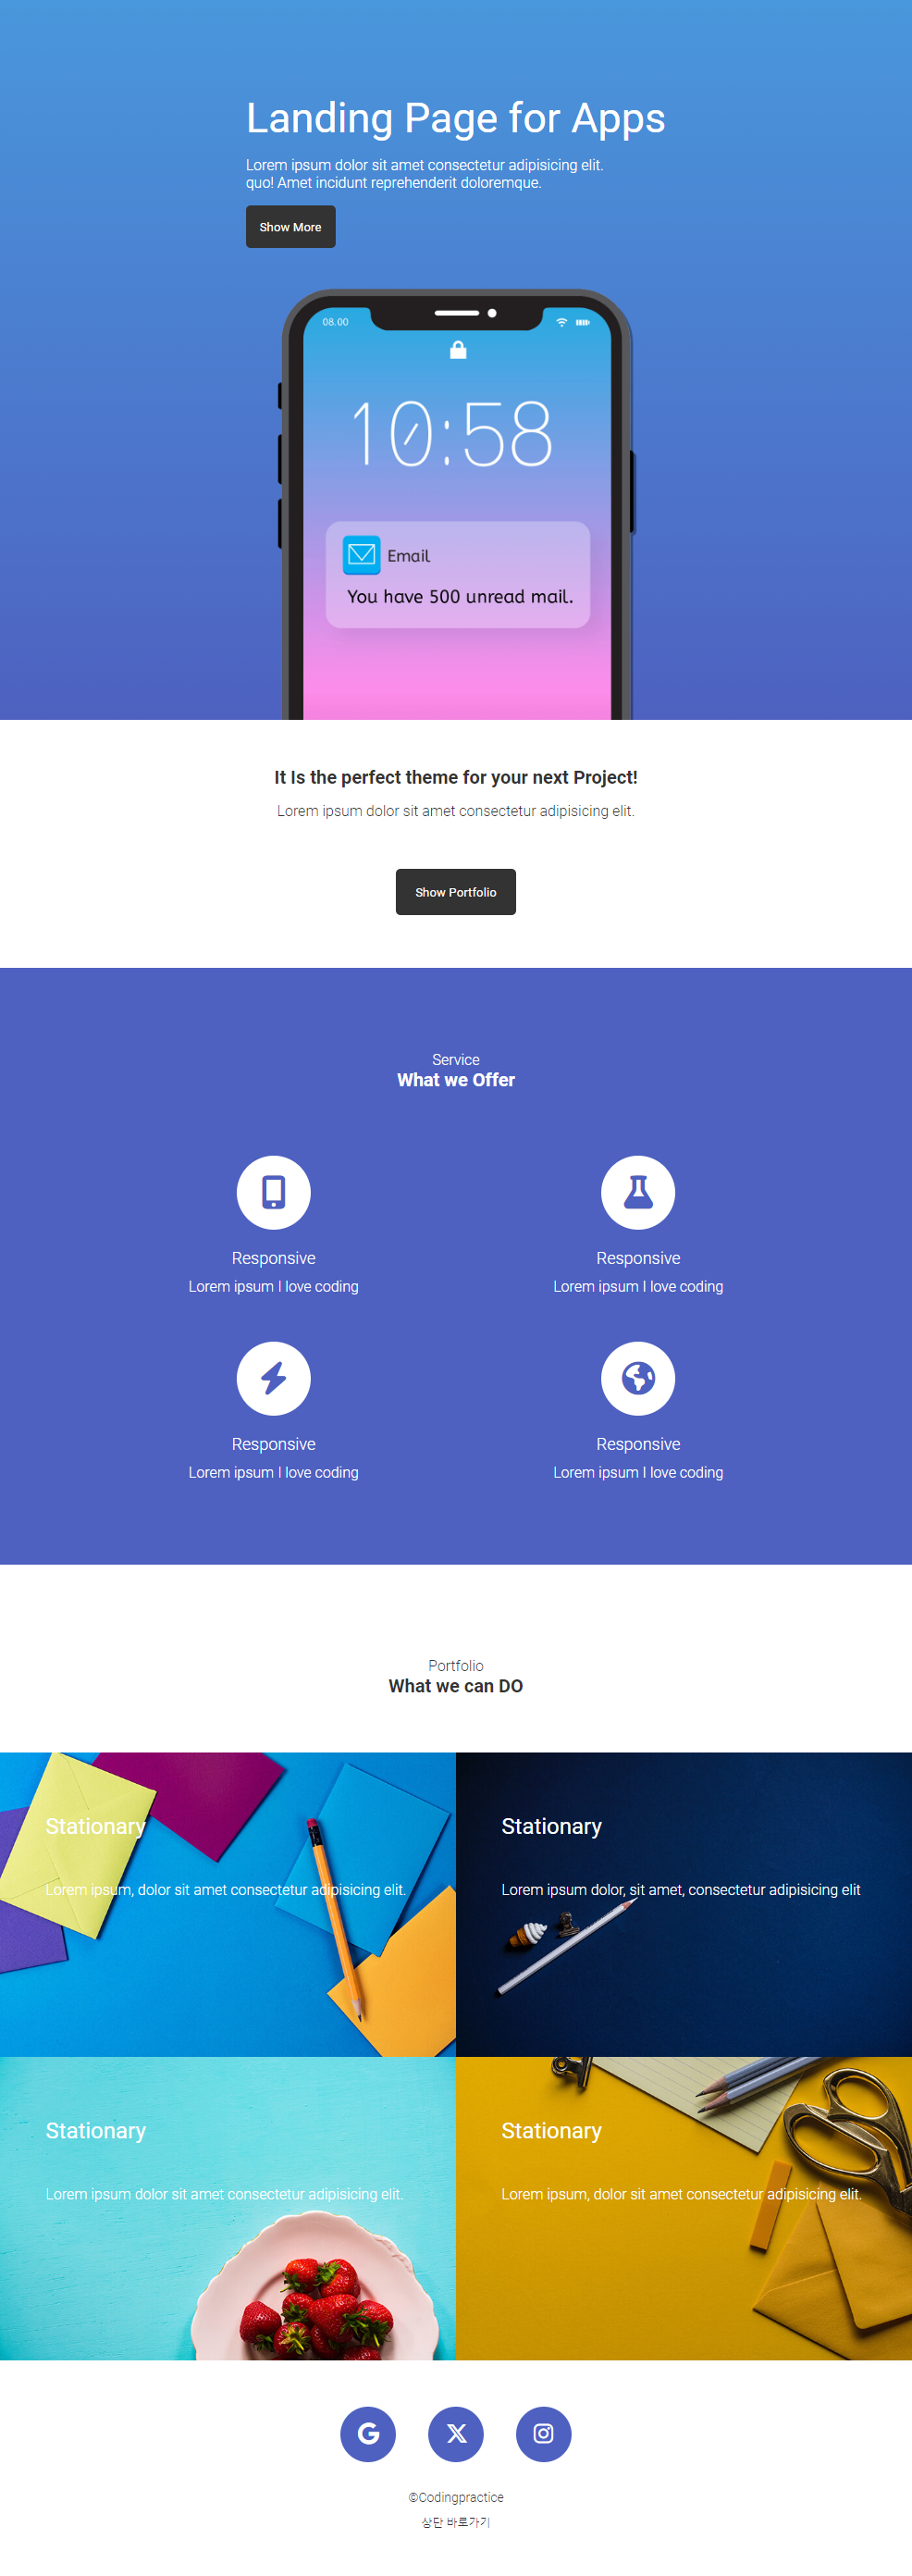 Landing Page for Apps
Lorem ipsum dolor sit amet consectetur adipisicing elit.
quo! Amet incidunt reprehenderit doloremque.
Show More
08.00
10:58
Email
You have 500 unread mail.
It Is the perfect theme for your next Project!
Lorem ipsum dolor sit amet consectetur adipisicing elit.
Show Portfolio
Service
What we Offer
Responsive
Lorem ipsum I love coding
Responsive
Lorem ipsum I love coding
Responsive
Lorem ipsum I love coding
Responsive
Lorem ipsum I love coding
Portfolio
What we can DO
Stationary
Lorem ipsum, dolor sit amet consectetur adipisicing elit.
Stationary
Lorem ipsum dolor, sit amet, consectetur adipisicing elit
Stationary
Lorem ipsum dolor sit amet consectetur adipisicing elit.
Stationary
Lorem ipsum, dolor sit amet consectetur adipisicing elit.
©Codingpractice
상단 바로가기